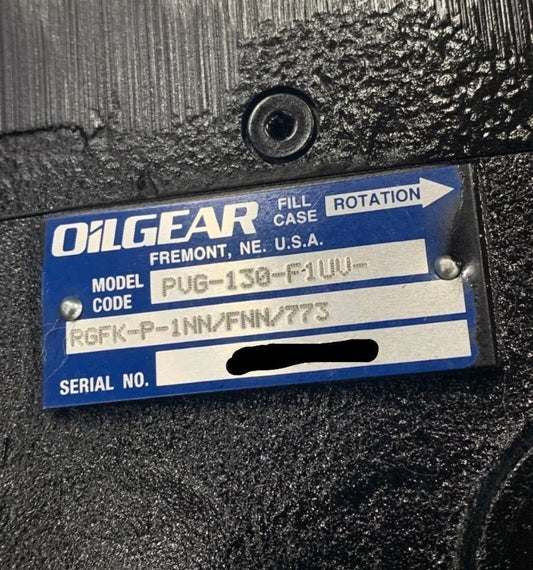 OILGEAR
FILL CASE
ROTATION
FREMONT, NE. U.S.A.
MODEL CODE
PVG-130-F1UV-
RGFK-P-1NN/FNN/773
SERIAL NO.